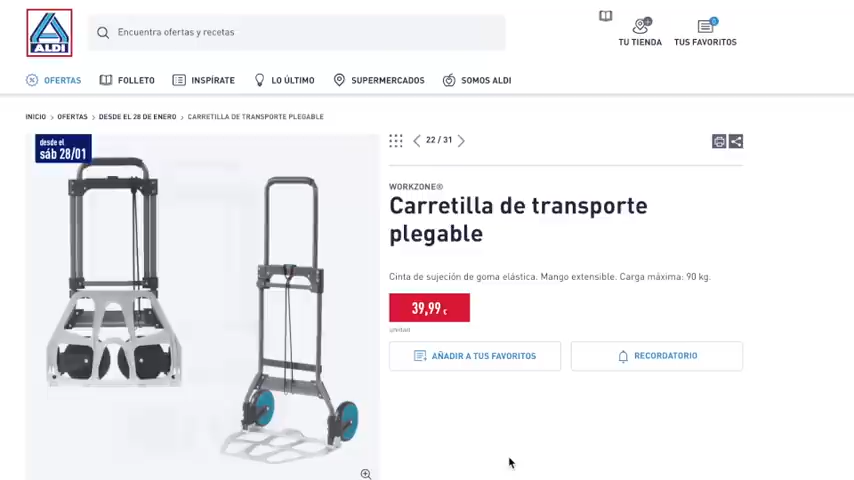 ALDI
Encuentra ofertas y recetas
TU TIENDA
0
TUS FAVORITOS
OFERTAS
FOLLETO
INSPÍRATE
LO ÚLTIMO
SUPERMERCADOS
SOMOS ALDI
INICIO > OFERTAS > DESDE EL 28 DE ENERO > CARRETILLA DE TRANSPORTE PLEGABLE
desde el
sáb 28/01
22 / 31
WORKZONE®
Carretilla de transporte
plegable
Cinta de sujeción de goma elástica. Mango extensible. Carga máxima: 90 kg.
39,99 €
unidad
AÑADIR A TUS FAVORITOS
RECORDATORIO